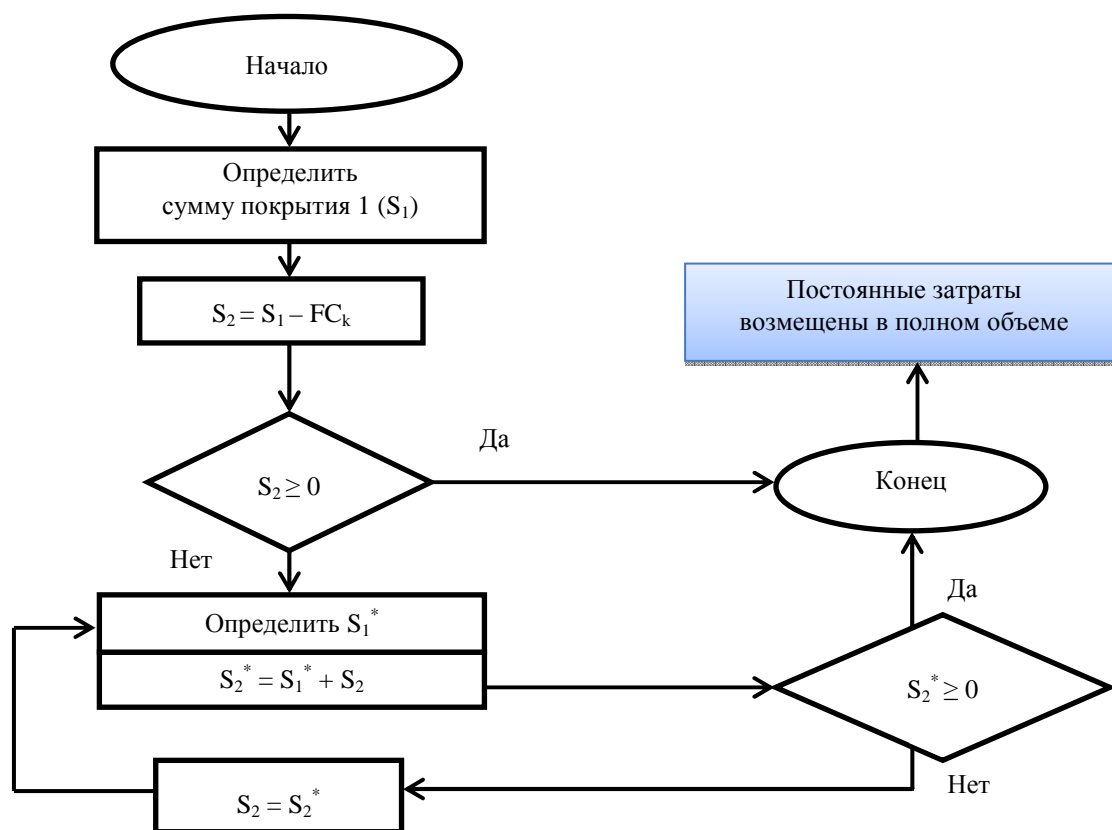 Начало
Определить
сумму покрытия 1 (S₁)
S₂ = S₁ – FCₖ
Постоянные затраты
возмещены в полном объеме
Да
S₂ ≥ 0
Конец
Нет
Да
Определить S₁*
S₂* = S₁* + S₂
S₂* ≥ 0
Нет
S₂ = S₂*